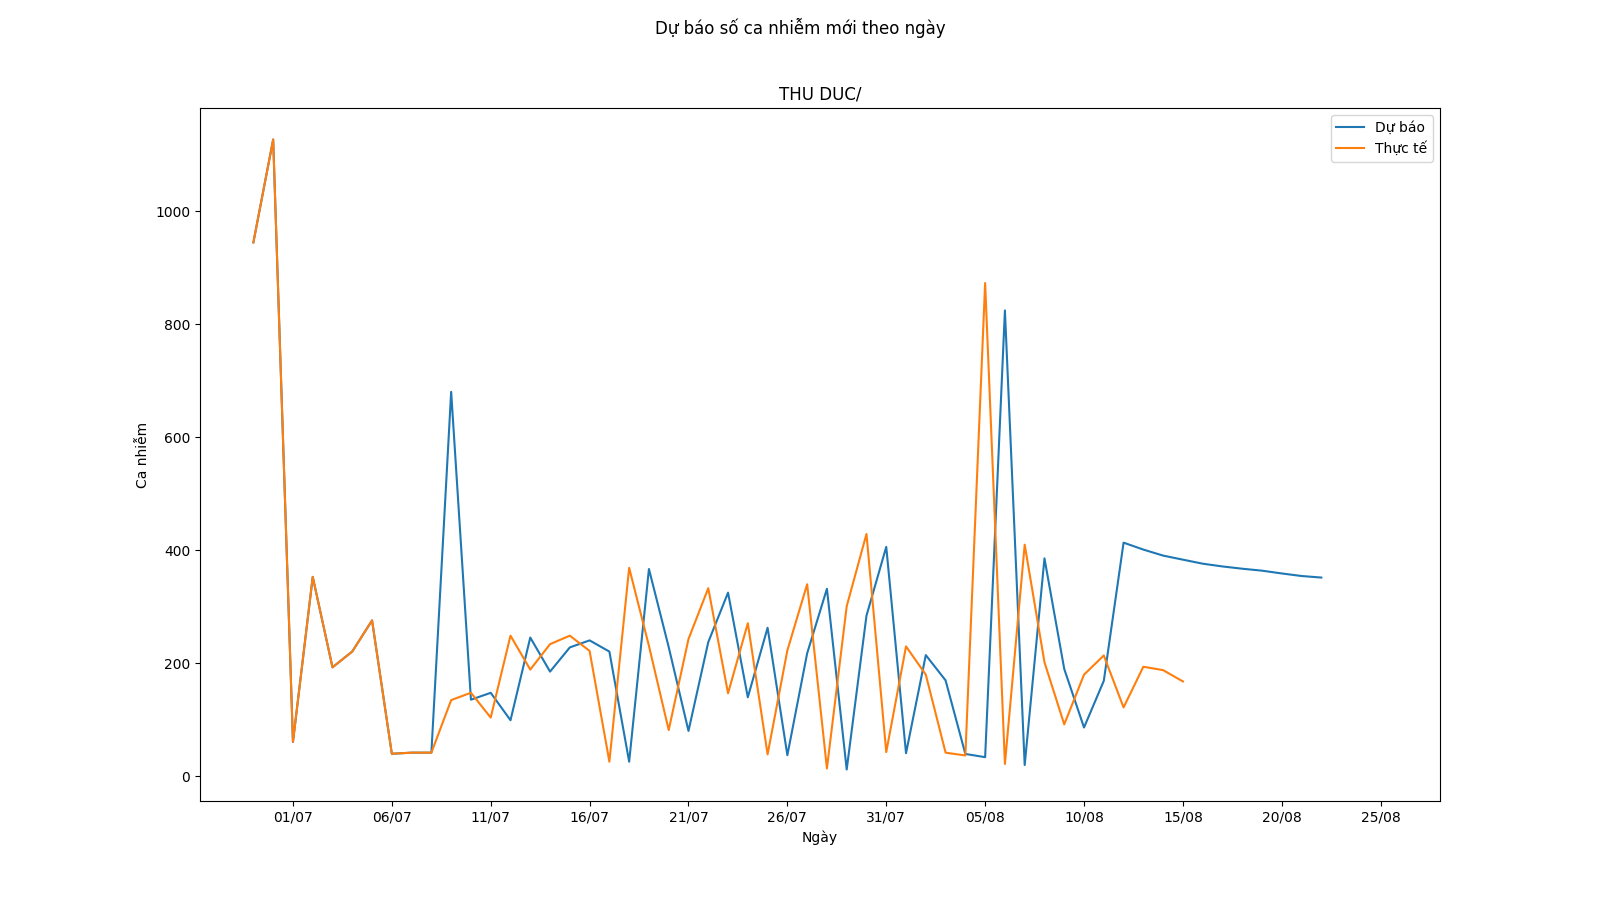 Dự báo số ca nhiễm mới theo ngày
THU DUC/
Dự báo
Thực tế
1000
800
600
400
200
0
Ca nhiễm
01/07 06/07 11/07 16/07 21/07 26/07 31/07 05/08 10/08 15/08 20/08 25/08
Ngày